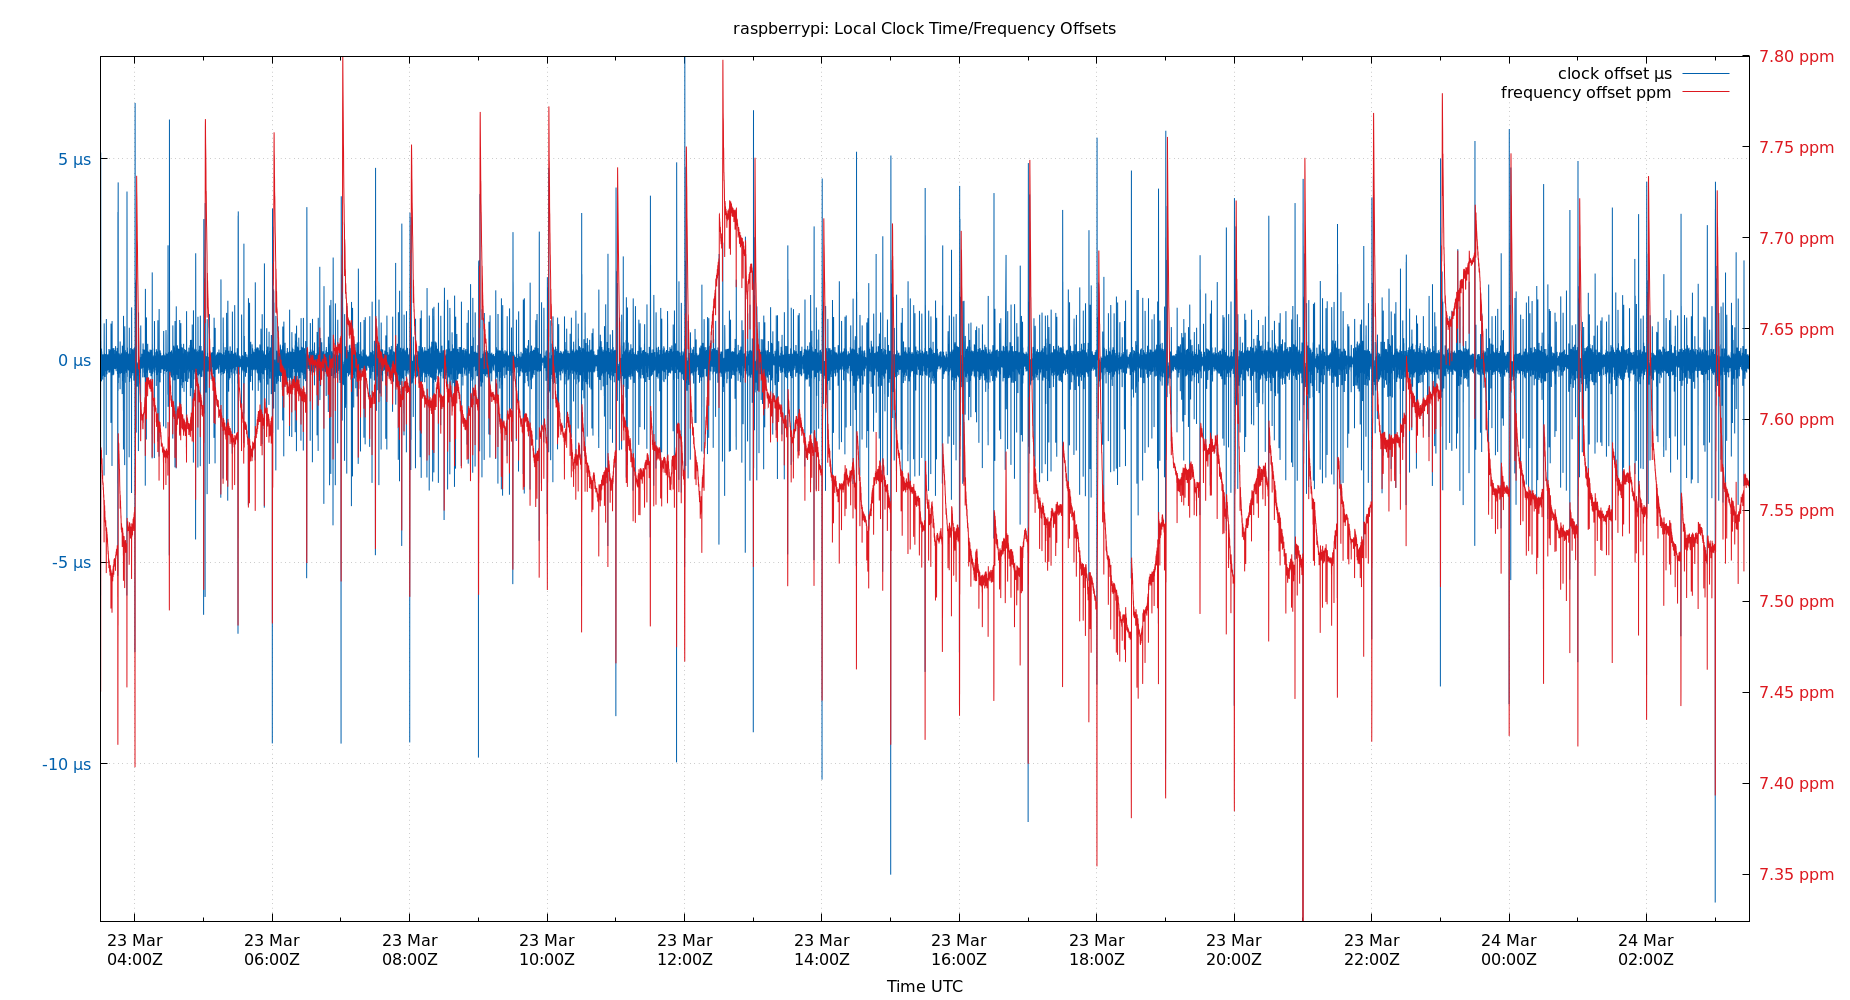 raspberrypi: Local Clock Time/Frequency Offsets
clock offset µs
frequency offset ppm
5 µs
0 µs
-5 µs
-10 µs
7.80 ppm
7.75 ppm
7.70 ppm
7.65 ppm
7.60 ppm
7.55 ppm
7.50 ppm
7.45 ppm
7.40 ppm
7.35 ppm
23 Mar 23 Mar 23 Mar 23 Mar 23 Mar 23 Mar 23 Mar 23 Mar 23 Mar 23 Mar 24 Mar 24 Mar
04:00Z 06:00Z 08:00Z 10:00Z 12:00Z 14:00Z 16:00Z 18:00Z 20:00Z 22:00Z 00:00Z 02:00Z
Time UTC